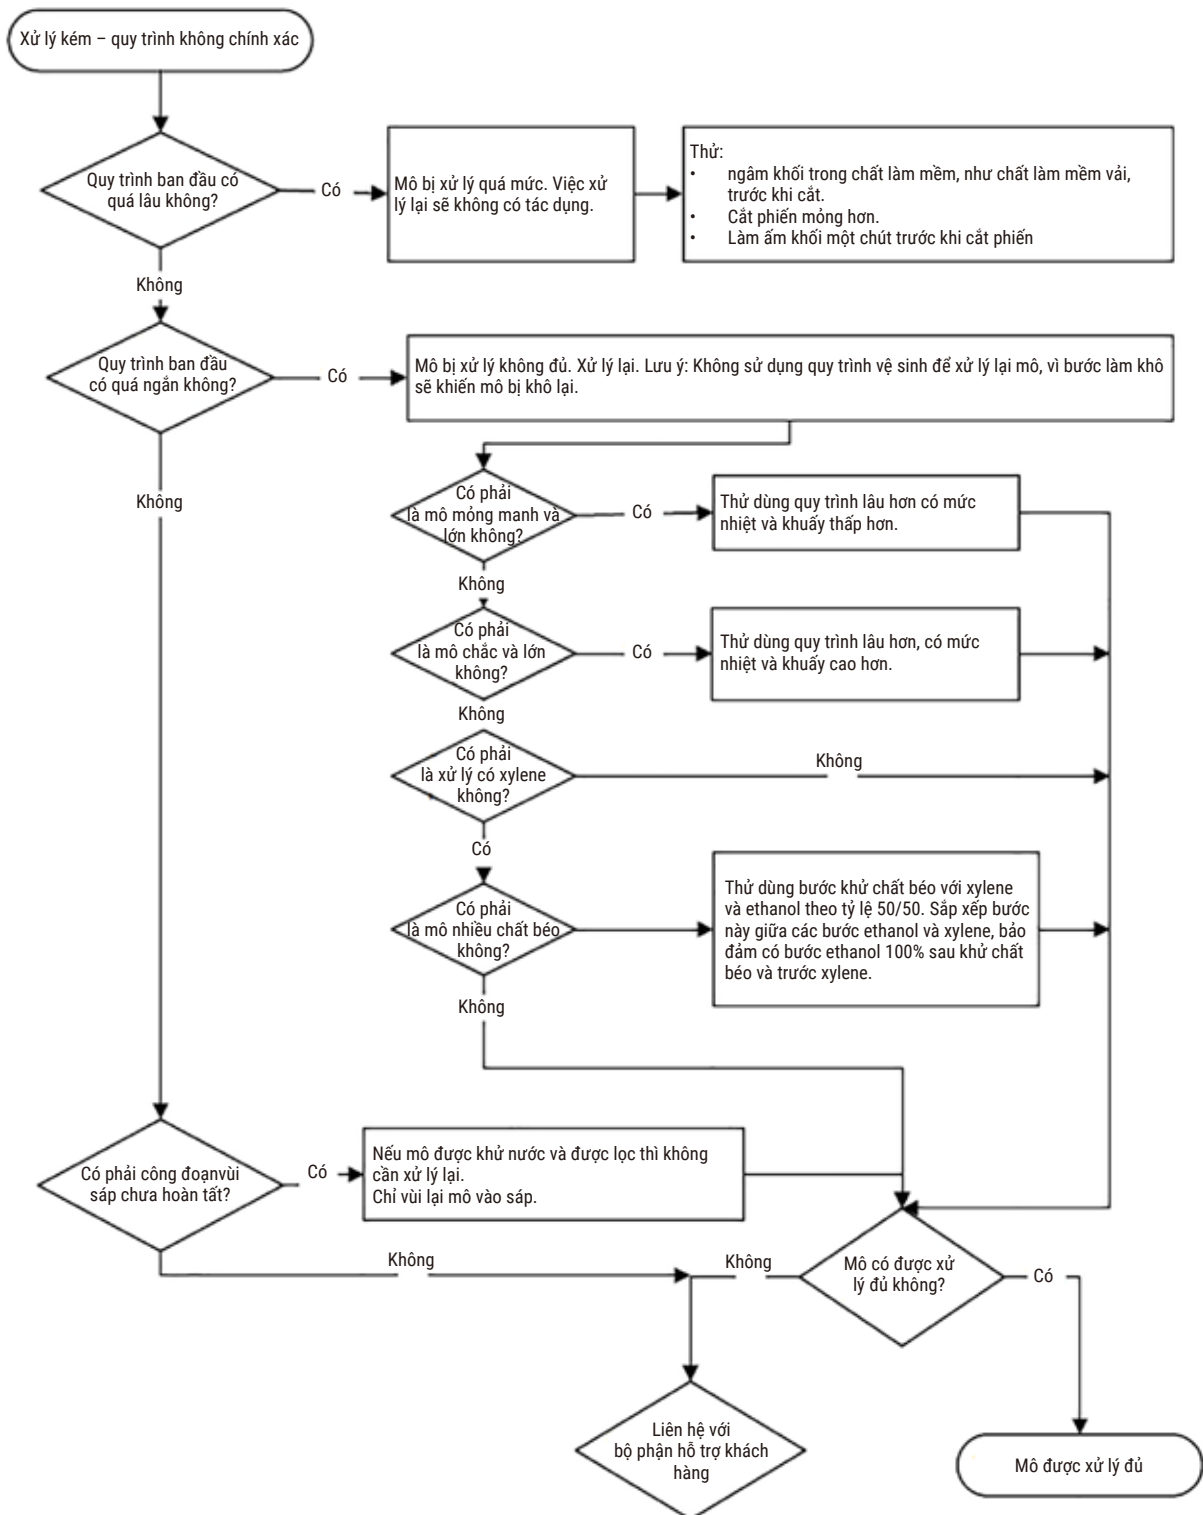 Xử lý kém – quy trình không chính xác
Quy trình ban đầu có
quá lâu không?
Có
Mô bị xử lý quá mức. Việc xử
lý lại sẽ không có tác dụng.
Thử:
• ngâm khối trong chất làm mềm, như chất làm mềm vải,
trước khi cắt.
• Cắt phiến mỏng hơn.
• Làm ấm khối một chút trước khi cắt phiến
Không
Quy trình ban đầu
có quá ngắn không?
Có
Mô bị xử lý không đủ. Xử lý lại. Lưu ý: Không sử dụng quy trình vệ sinh để xử lý lại mô, vì bước làm khô
sẽ khiến mô bị khô lại.
Không
Có phải
là mô mỏng manh và
lớn không?
Có
Thử dùng quy trình lâu hơn có mức
nhiệt và khuấy thấp hơn.
Không
Có phải
là mô chắc và lớn
không?
Có
Thử dùng quy trình lâu hơn, có mức
nhiệt và khuấy cao hơn.
Không
Có phải
là xử lý có xylene
không?
Không
Có
Có phải
là mô nhiều chất béo
không?
Thử dùng bước khử chất béo với xylene
và ethanol theo tỷ lệ 50/50. Sắp xếp bước
này giữa các bước ethanol và xylene, bảo
đảm có bước ethanol 100% sau khử chất
béo và trước xylene.
Không
Có phải công đoạnvùi
sáp chưa hoàn tất?
Có
Nếu mô được khử nước và được lọc thì không
cần xử lý lại.
Chỉ vùi lại mô vào sáp.
Không
Không
Mô có được xử
lý đủ không?
Có
Liên hệ với
bộ phận hỗ trợ khách
hàng
Mô được xử lý đủ